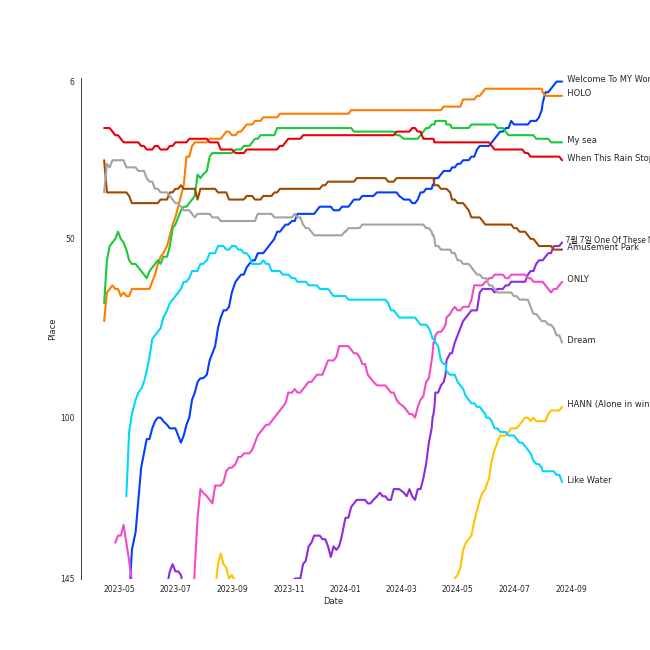 6
50
100
145
Place
2023-05
2023-07
2023-09
2023-11
2024-01
2024-03
2024-05
2024-07
2024-09
Date
Welcome To MY Wor
HOLO
My sea
When This Rain Stop
7월 7일 One Of These N
Amusement Park
ONLY
Dream
HANN (Alone in win
Like Water